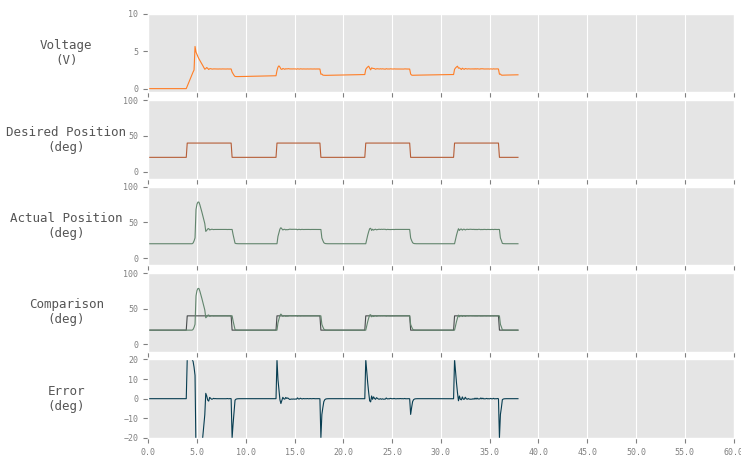 10
Voltage
(V)
5
0
100
Desired Position
(deg)
50
0
100
Actual Position
(deg)
50
0
100
Comparison
(deg)
50
0
20
10
Error
(deg)
0
−10
−20
0.0 5.0 10.0 15.0 20.0 25.0 30.0 35.0 40.0 45.0 50.0 55.0 60.0